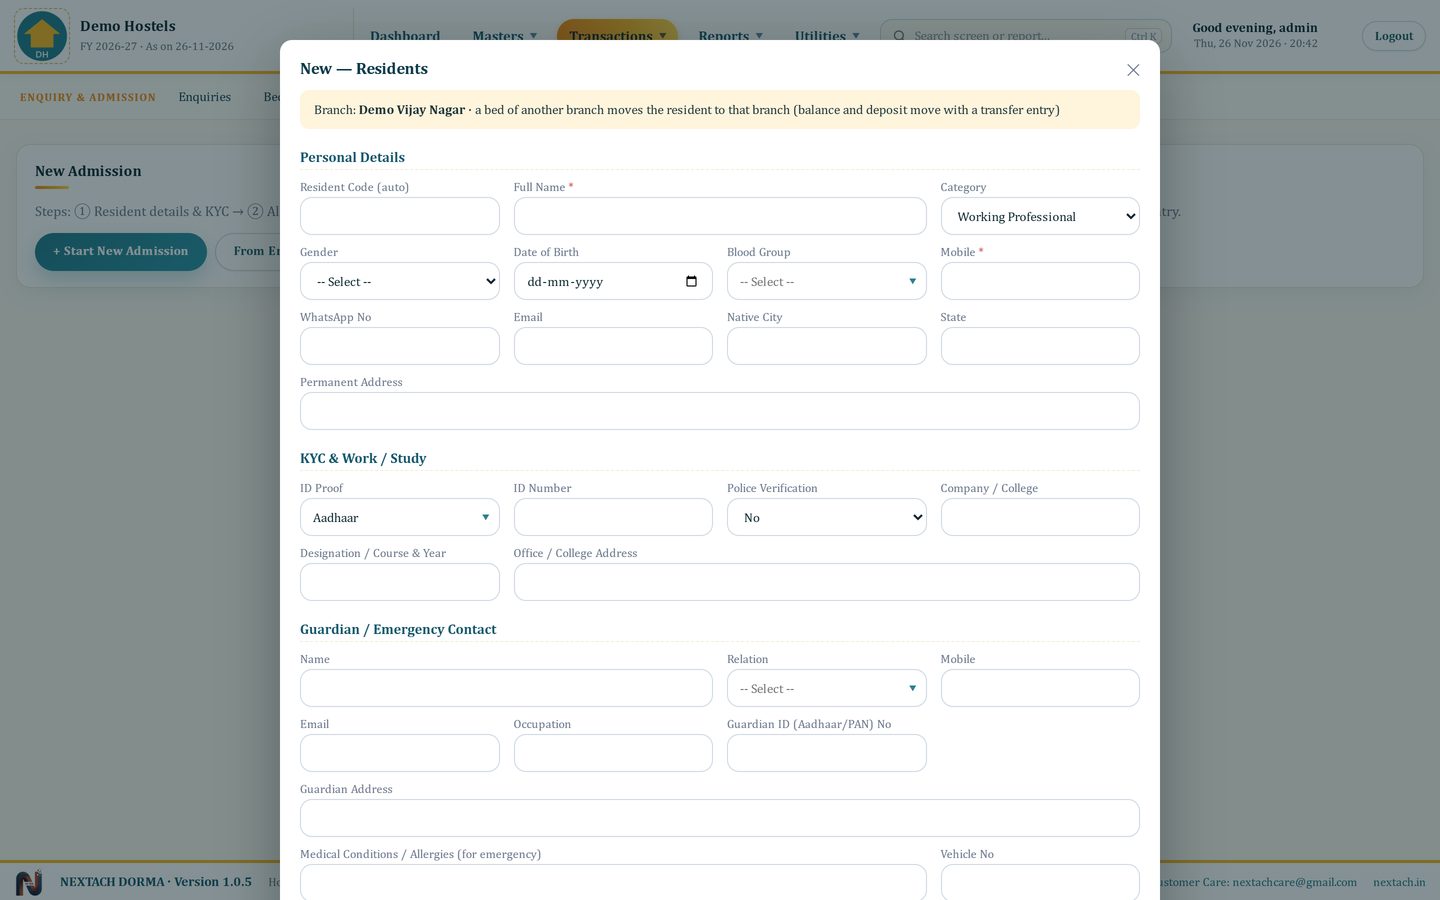 Demo Hostels
FY 2026-27 · As on 26-11-2026
DH
Dashboard
Masters ▼
Transactions ▼
Reports ▼
Utilities ▼
Search screen or report...
Ctrl K
Good evening, admin
Thu, 26 Nov 2026 · 20:42
Logout
ENQUIRY & ADMISSION
Enquiries
New Admission
Steps: ① Resident details & KYC → ②
+ Start New Admission
New — Residents
Branch: Demo Vijay Nagar · a bed of another branch moves the resident to that branch (balance and deposit move with a transfer entry)
Personal Details
Resident Code (auto)
Full Name *
Category
Working Professional
Gender
Date of Birth
Blood Group
Mobile *
-- Select --
dd-mm-yyyy
-- Select --
WhatsApp No
Email
Native City
State
Permanent Address
KYC & Work / Study
ID Proof
ID Number
Police Verification
Company / College
Aadhaar
No
Designation / Course & Year
Office / College Address
Guardian / Emergency Contact
Name
Relation
Mobile
-- Select --
Email
Occupation
Guardian ID (Aadhaar/PAN) No
Guardian Address
Medical Conditions / Allergies (for emergency)
Vehicle No
NEXTACH DORMA · Version 1.0.5
Care: nextachcare@gmail.com
nextach.in